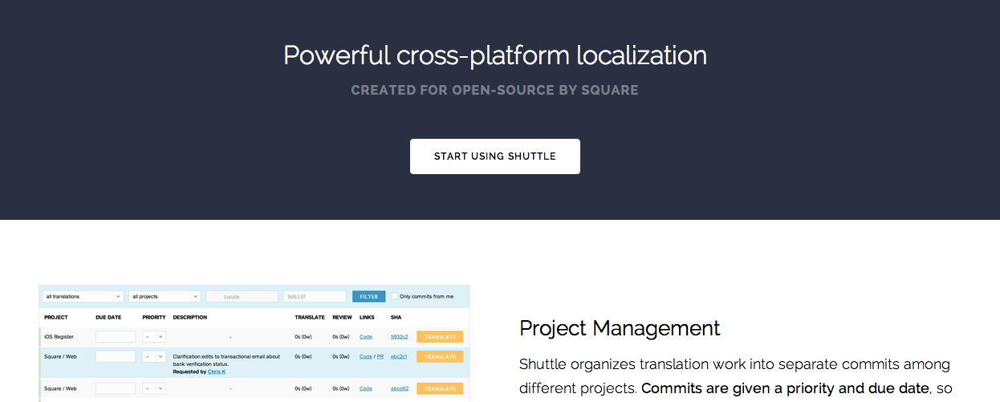 Powerful cross-platform localization
CREATED FOR OPEN-SOURCE BY SQUARE
START USING SHUTTLE
all translations all projects Locale 9d613f FILTER Only commits from me
PROJECT DUE DATE PRIORITY DESCRIPTION TRANSLATE REVIEW LINKS SHA
iOS Register - - 0s (0w) 0s (0w) Code 5932c2 TRANSLATE
Square / Web - Clarification edits to transactional email about 0s (0w) 0s (0w) Code / PR ebc2c1 TRANSLATE
bank verification status.
Requested by Chris K
Square / Web - - 0s (0w) 0s (0w) Code abcd62 TRANSLATE
Project Management
Shuttle organizes translation work into separate commits among
different projects. Commits are given a priority and due date, so